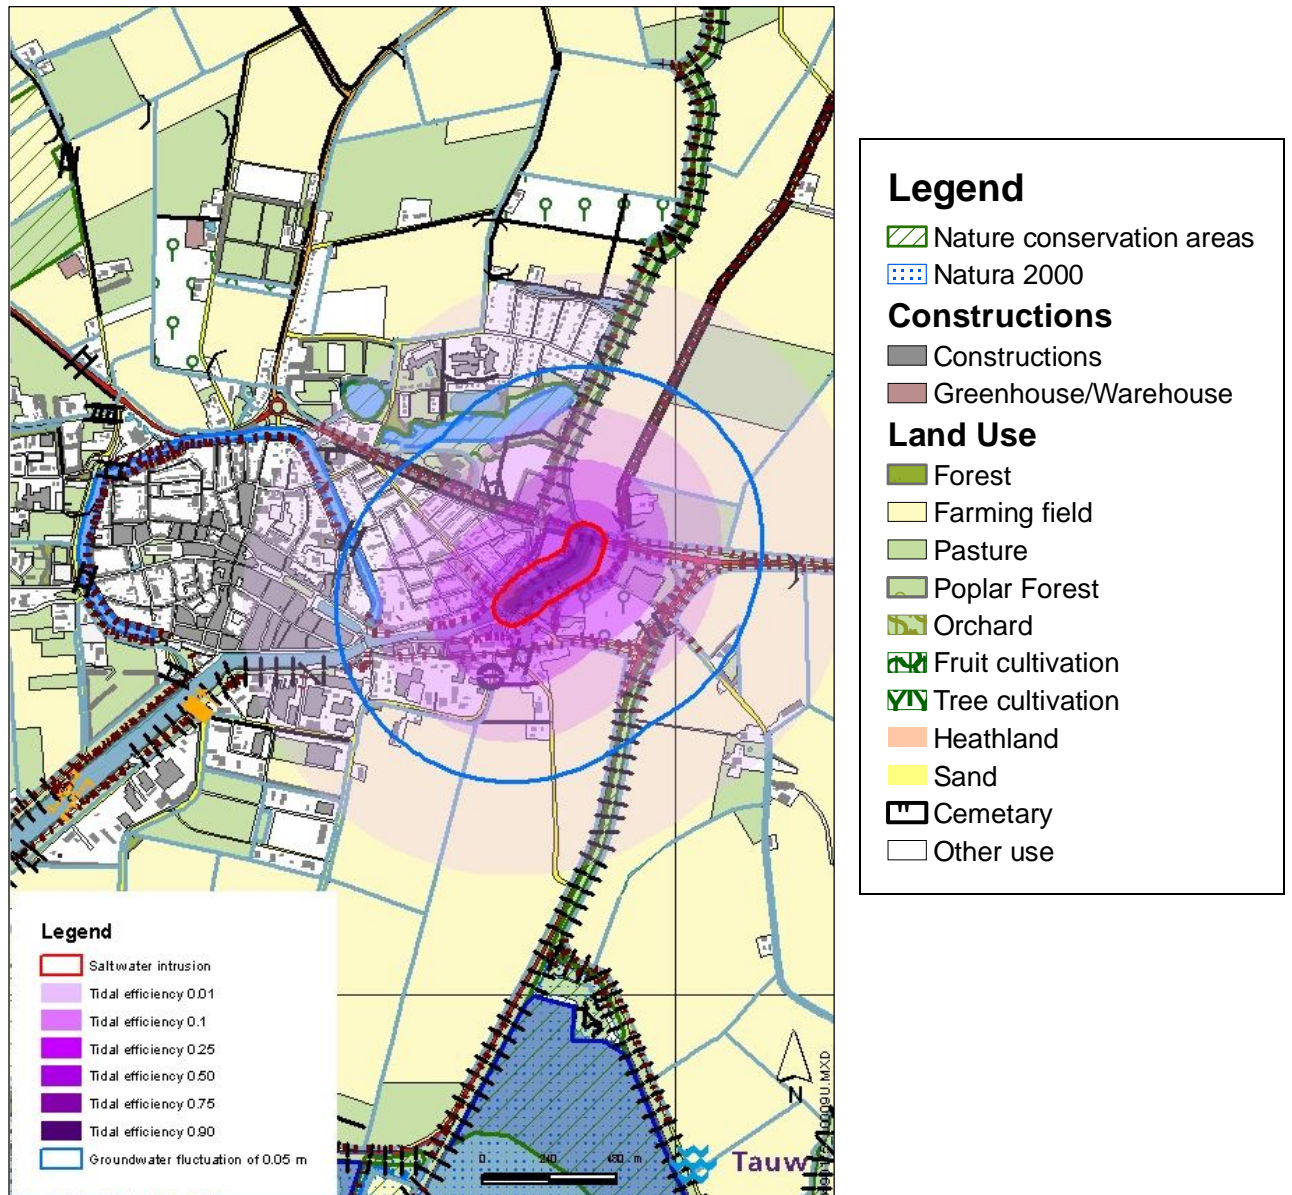 Legend
Nature conservation areas
Natura 2000
Constructions
Constructions
Greenhouse/Warehouse
Land Use
Forest
Farming field
Pasture
Poplar Forest
Orchard
Fruit cultivation
Tree cultivation
Heathland
Sand
Cemetary
Other use
Legend
Saltwater intrusion
Tidal efficiency 0.01
Tidal efficiency 0.1
Tidal efficiency 0.25
Tidal efficiency 0.50
Tidal efficiency 0.75
Tidal efficiency 0.90
Groundwater fluctuation of 0.05 m
N
0 240 480 m
Tauw